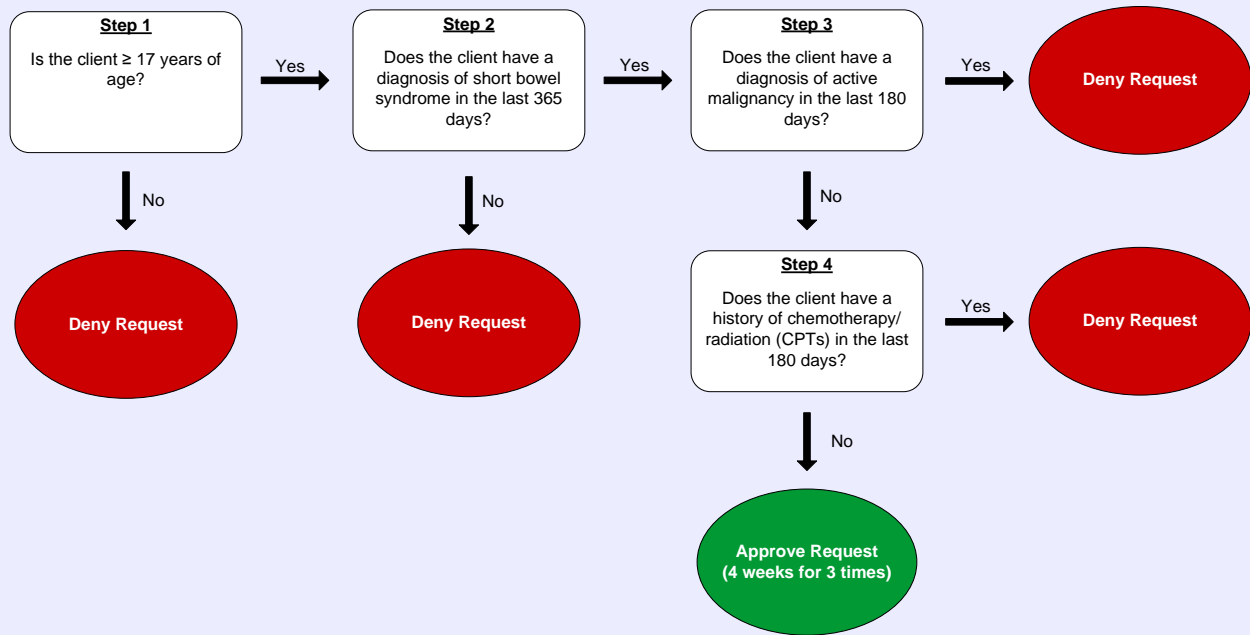 Step 1
Is the client ≥ 17 years of
age?
Yes
Step 2
Does the client have a
diagnosis of short bowel
syndrome in the last 365
days?
Yes
Step 3
Does the client have a
diagnosis of active
malignancy in the last 180
days?
Yes
Deny Request
No
No
No
Deny Request
Deny Request
Step 4
Does the client have a
history of chemotherapy/
radiation (CPTs) in the last
180 days?
Yes
Deny Request
No
Approve Request
(4 weeks for 3 times)